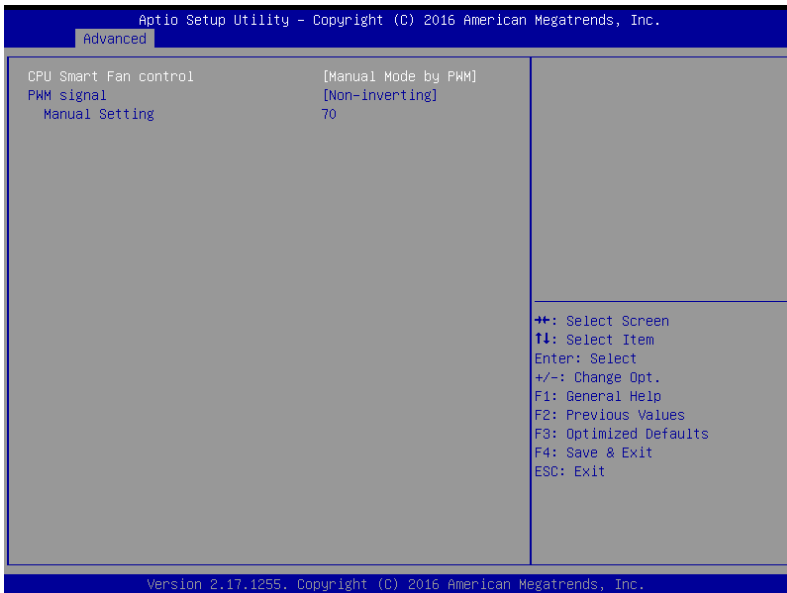 Aptio Setup Utility – Copyright (C) 2016 American Megatrends, Inc.
Advanced
CPU Smart Fan control [Manual Mode by PWM]
PWM signal [Non-inverting]
Manual Setting 70
→←: Select Screen
↑↓: Select Item
Enter: Select
+/-: Change Opt.
F1: General Help
F2: Previous Values
F3: Optimized Defaults
F4: Save & Exit
ESC: Exit
Version 2.17.1255. Copyright (C) 2016 American Megatrends, Inc.